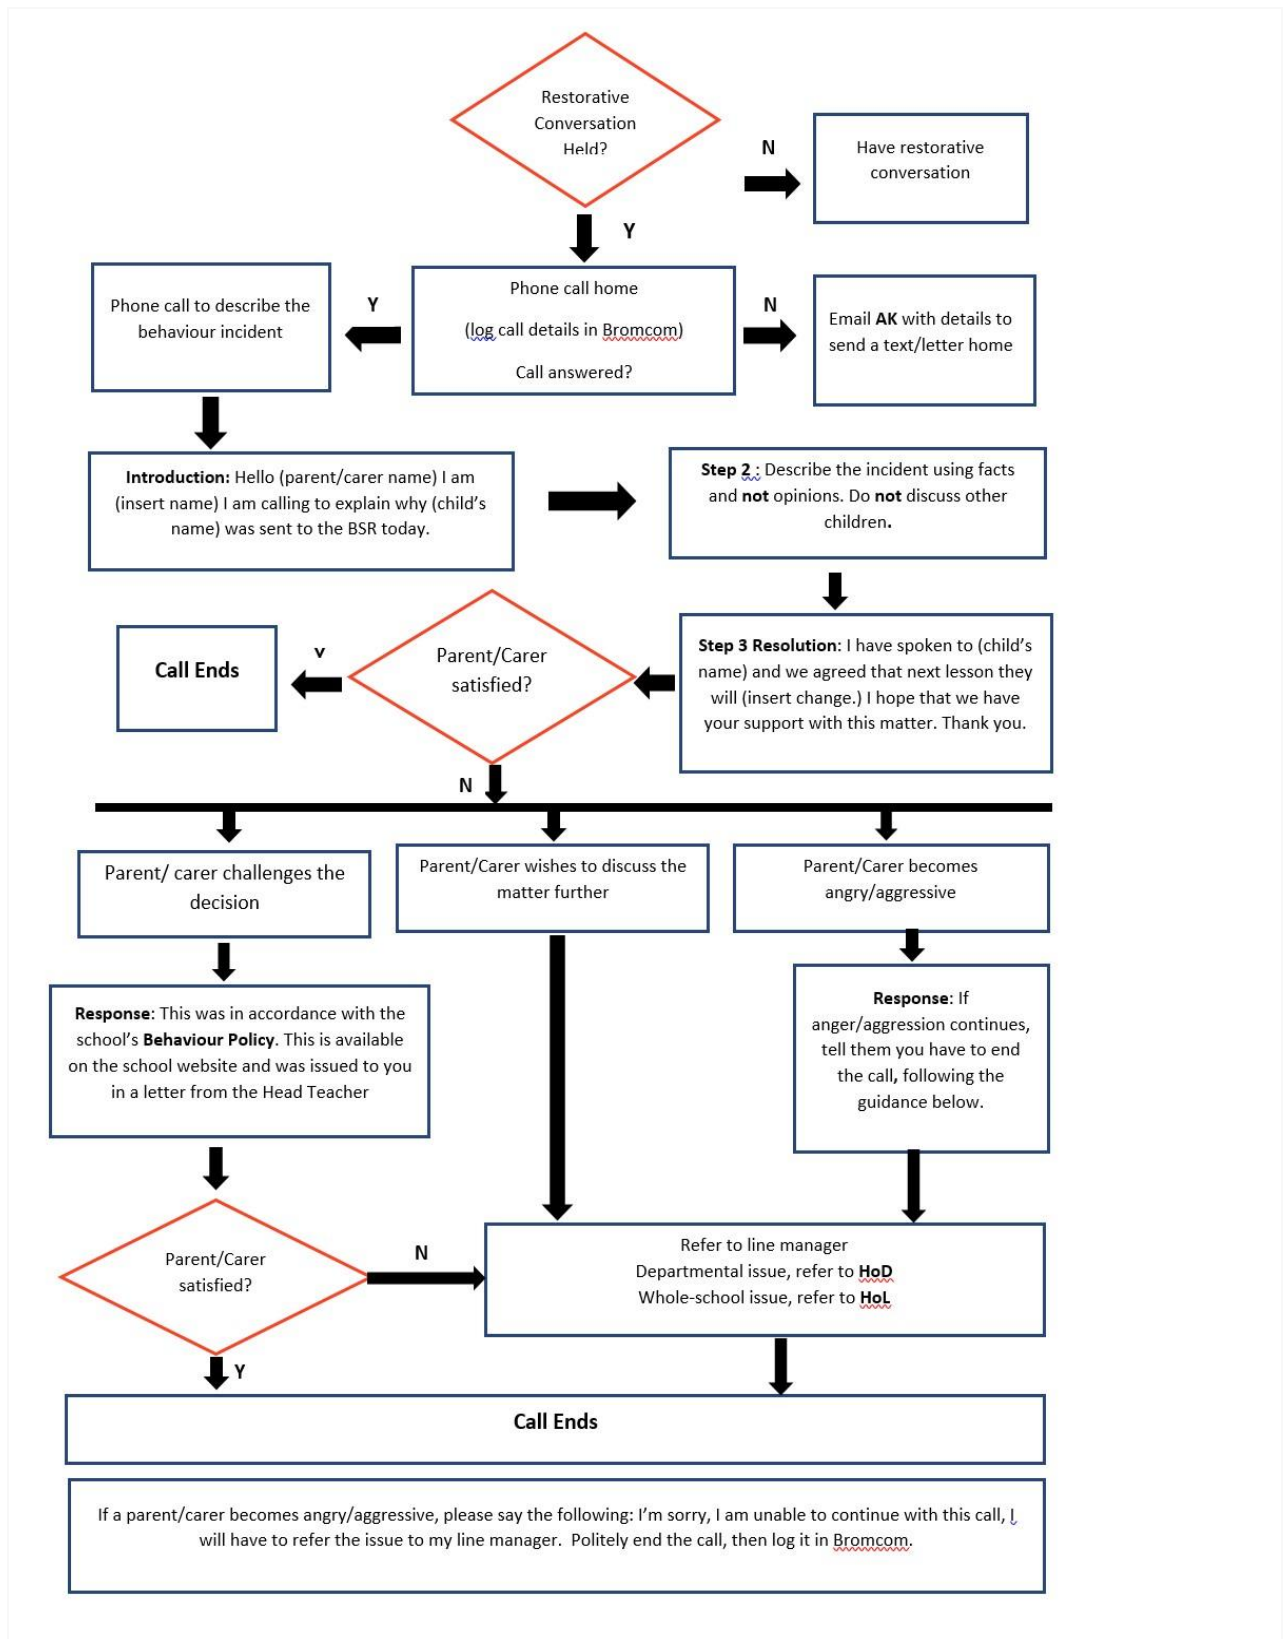 Restorative
Conversation
Held?
N
Have restorative
conversation
Y
Phone call to describe the
behaviour incident
Y
Phone call home
(log call details in Bromcom)
Call answered?
N
Email AK with details to
send a text/letter home
Introduction: Hello (parent/carer name) I am
(insert name) I am calling to explain why (child's
name) was sent to the BSR today.
Step 2 : Describe the incident using facts
and not opinions. Do not discuss other
children.
Call Ends
Y
Parent/Carer
satisfied?
Step 3 Resolution: I have spoken to (child's
name) and we agreed that next lesson they
will (insert change.) I hope that we have
your support with this matter. Thank you.
N
Parent/ carer challenges the
decision
Parent/Carer wishes to discuss the
matter further
Parent/Carer becomes
angry/aggressive
Response: This was in accordance with the
school's Behaviour Policy. This is available
on the school website and was issued to you
in a letter from the Head Teacher
Response: If
anger/aggression continues,
tell them you have to end
the call, following the
guidance below.
Parent/Carer
satisfied?
N
Refer to line manager
Departmental issue, refer to HoD
Whole-school issue, refer to HoL
Y
Call Ends
If a parent/carer becomes angry/aggressive, please say the following: I'm sorry, I am unable to continue with this call, I
will have to refer the issue to my line manager.  Politely end the call, then log it in Bromcom.